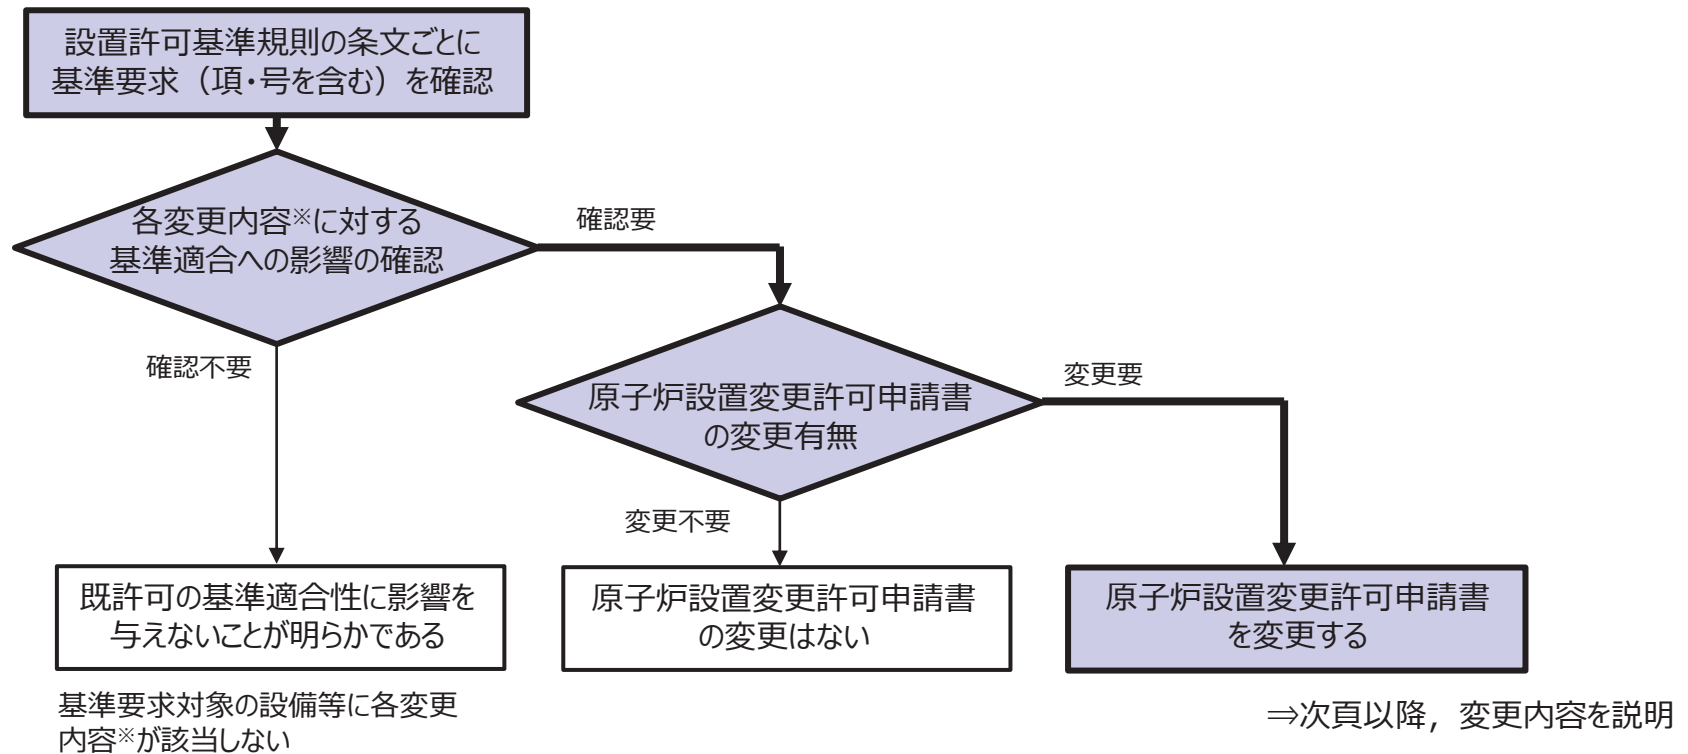 設置許可基準規則の条文ごとに
基準要求（項・号を含む）を確認
各変更内容※に対する
基準適合への影響の確認
確認要
確認不要
原子炉設置変更許可申請書
の変更有無
変更要
変更不要
既許可の基準適合性に影響を
与えないことが明らかである
原子炉設置変更許可申請書
の変更はない
原子炉設置変更許可申請書
を変更する
基準要求対象の設備等に各変更
内容※が該当しない
⇒次頁以降，変更内容を説明